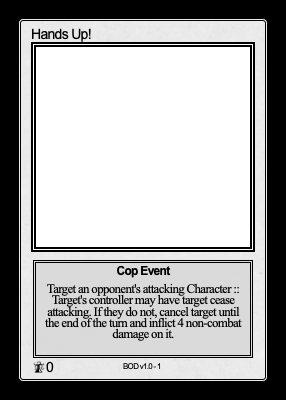 Hands Up!
Cop Event
Target an opponent's attacking Character ::
Target's controller may have target cease
attacking. If they do not, cancel target until
the end of the turn and inflict 4 non-combat
damage on it.
0
BOD v1.0 - 1